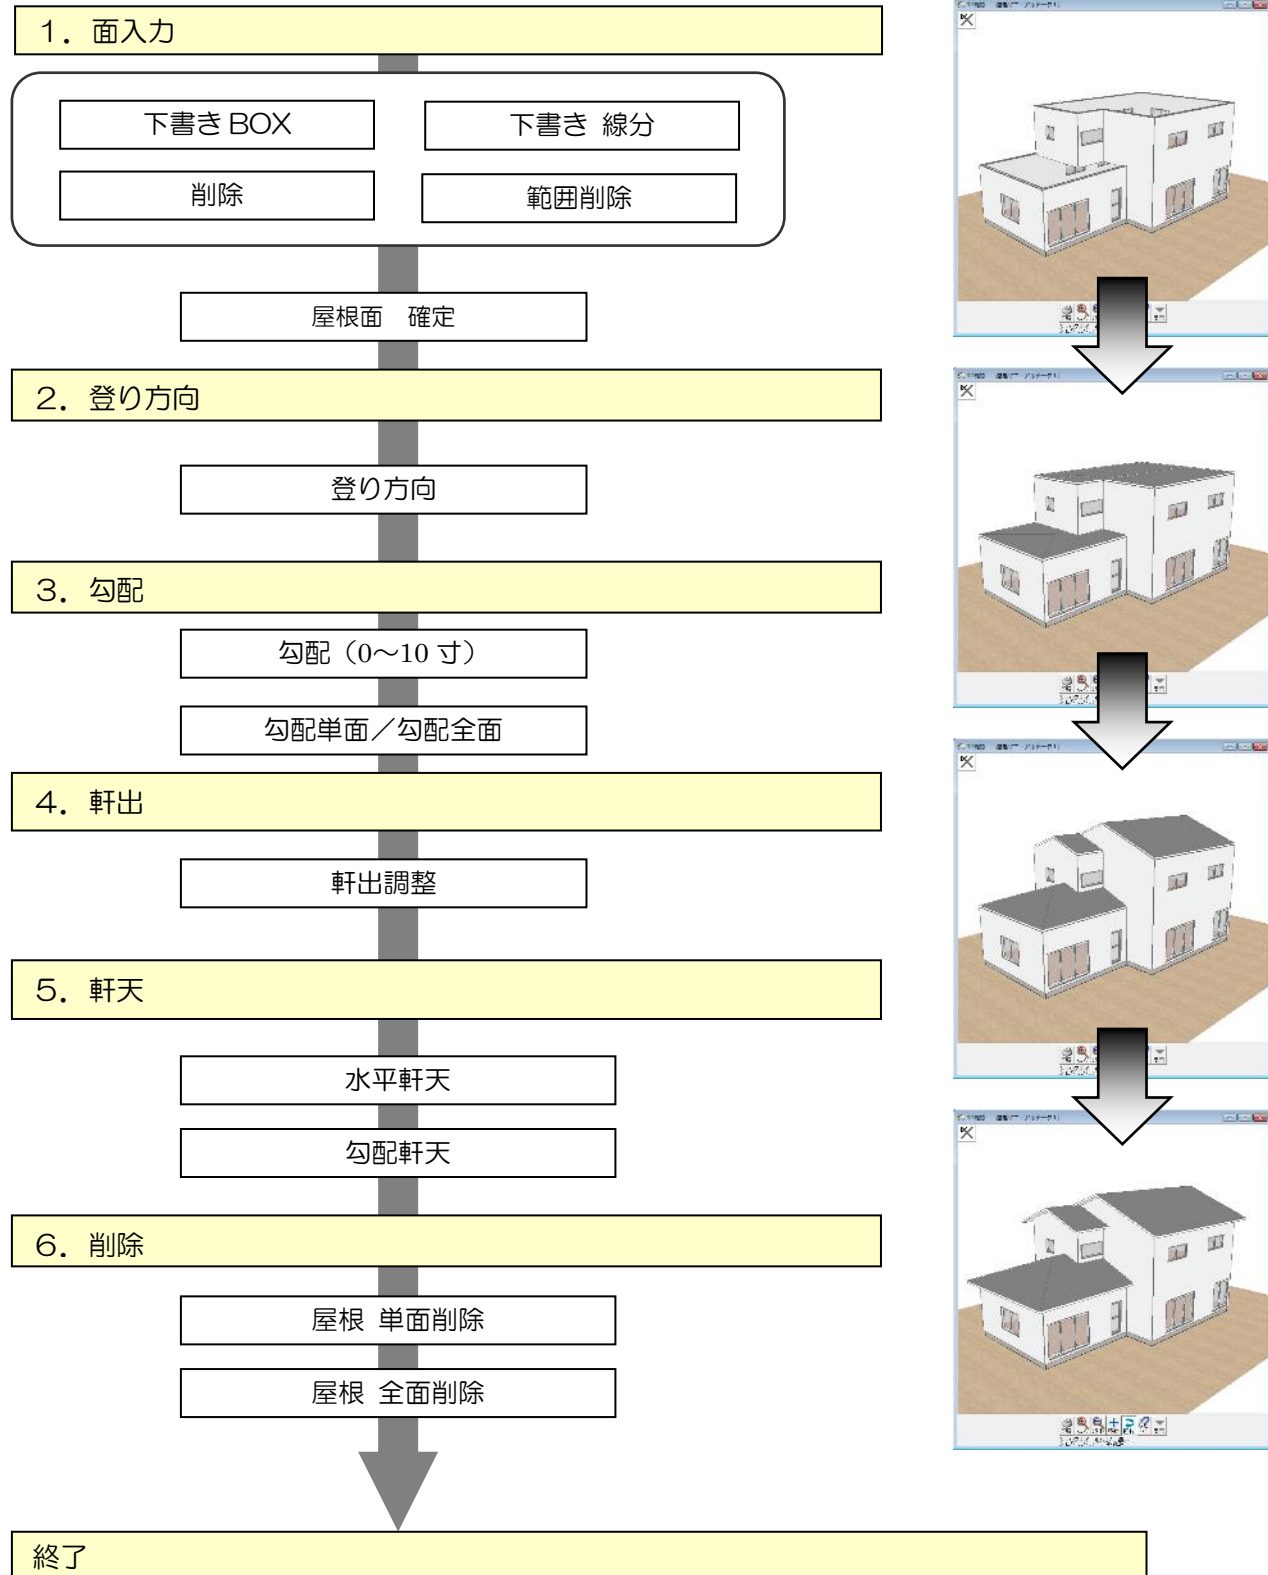 １．面入力
下書きBOX
下書き 線分
削除
範囲削除
屋根面　確定
２．登り方向
登り方向
３．勾配
勾配（0～10 寸）
勾配単面／勾配全面
４．軒出
軒出調整
５．軒天
水平軒天
勾配軒天
６．削除
屋根 単面削除
屋根 全面削除
終了